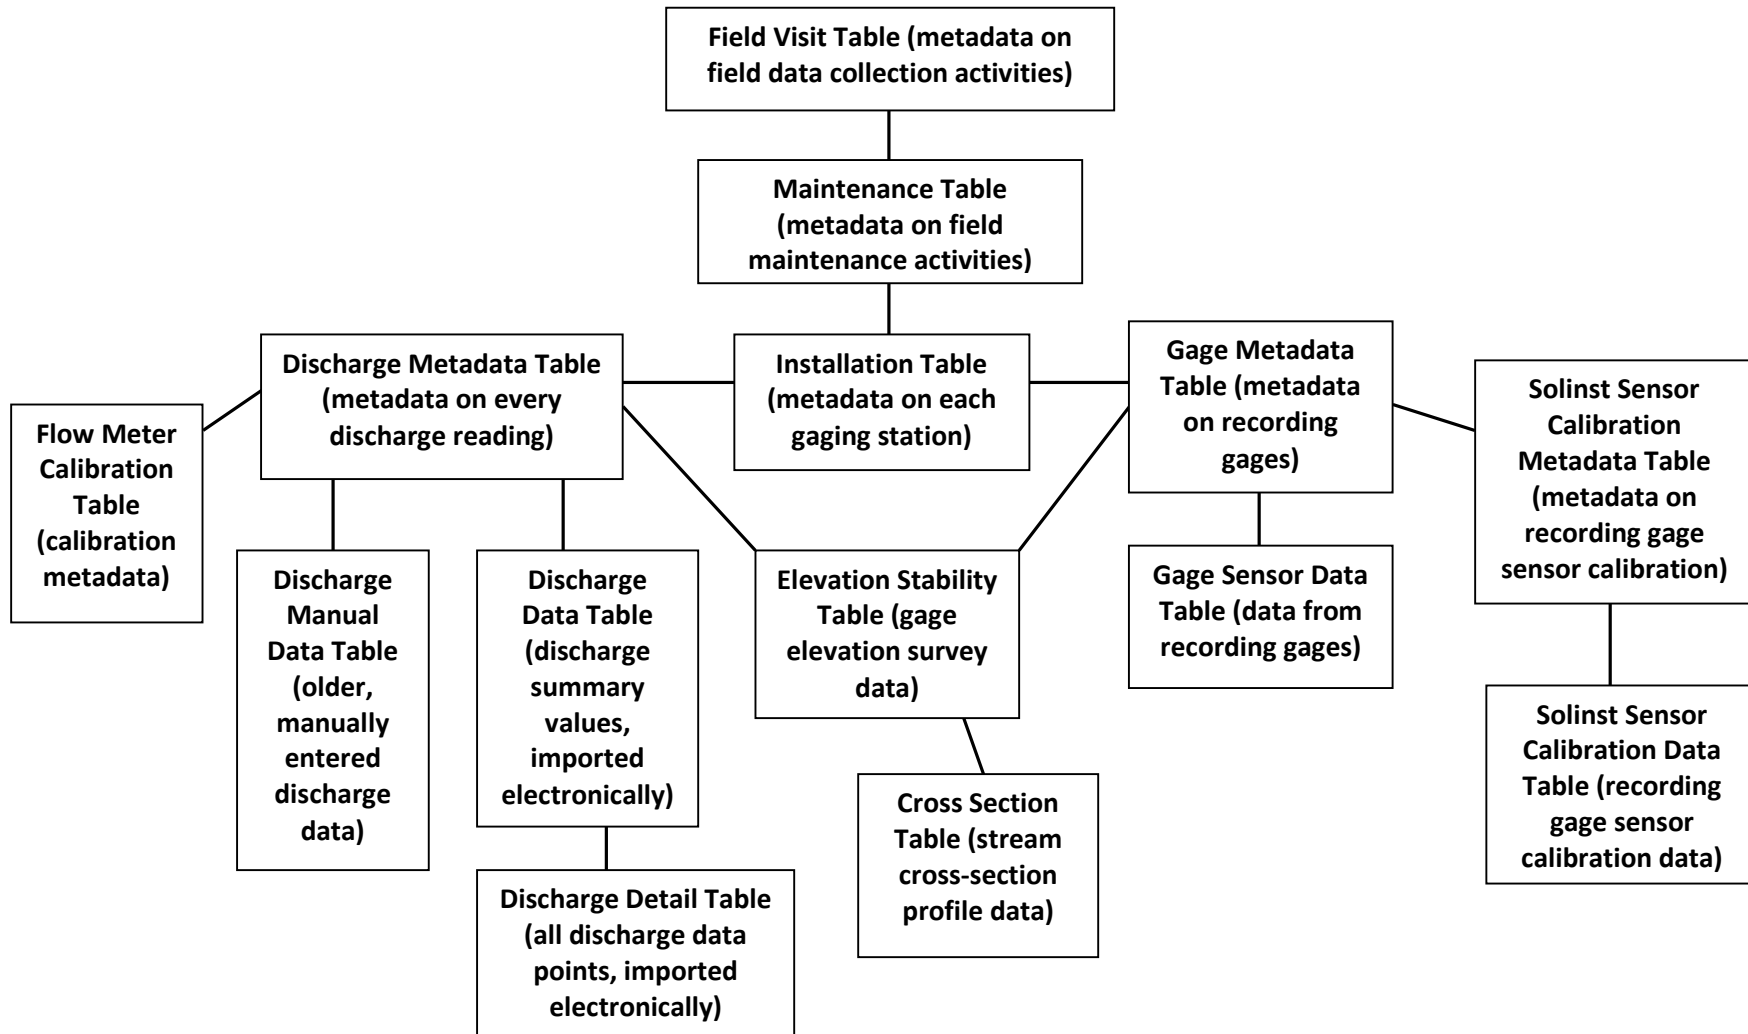 Field Visit Table (metadata on
field data collection activities)
Maintenance Table
(metadata on field
maintenance activities)
Discharge Metadata Table
(metadata on every
discharge reading)
Installation Table
(metadata on each
gaging station)
Gage Metadata
Table (metadata
on recording
gages)
Solinst Sensor
Calibration
Metadata Table
(metadata on
recording gage
sensor calibration)
Flow Meter
Calibration
Table
(calibration
metadata)
Discharge
Manual
Data Table
(older,
manually
entered
discharge
data)
Discharge
Data Table
(discharge
summary
values,
imported
electronically)
Elevation Stability
Table (gage
elevation survey
data)
Gage Sensor Data
Table (data from
recording gages)
Solinst Sensor
Calibration Data
Table (recording
gage sensor
calibration data)
Cross Section
Table (stream
cross-section
profile data)
Discharge Detail Table
(all discharge data
points, imported
electronically)